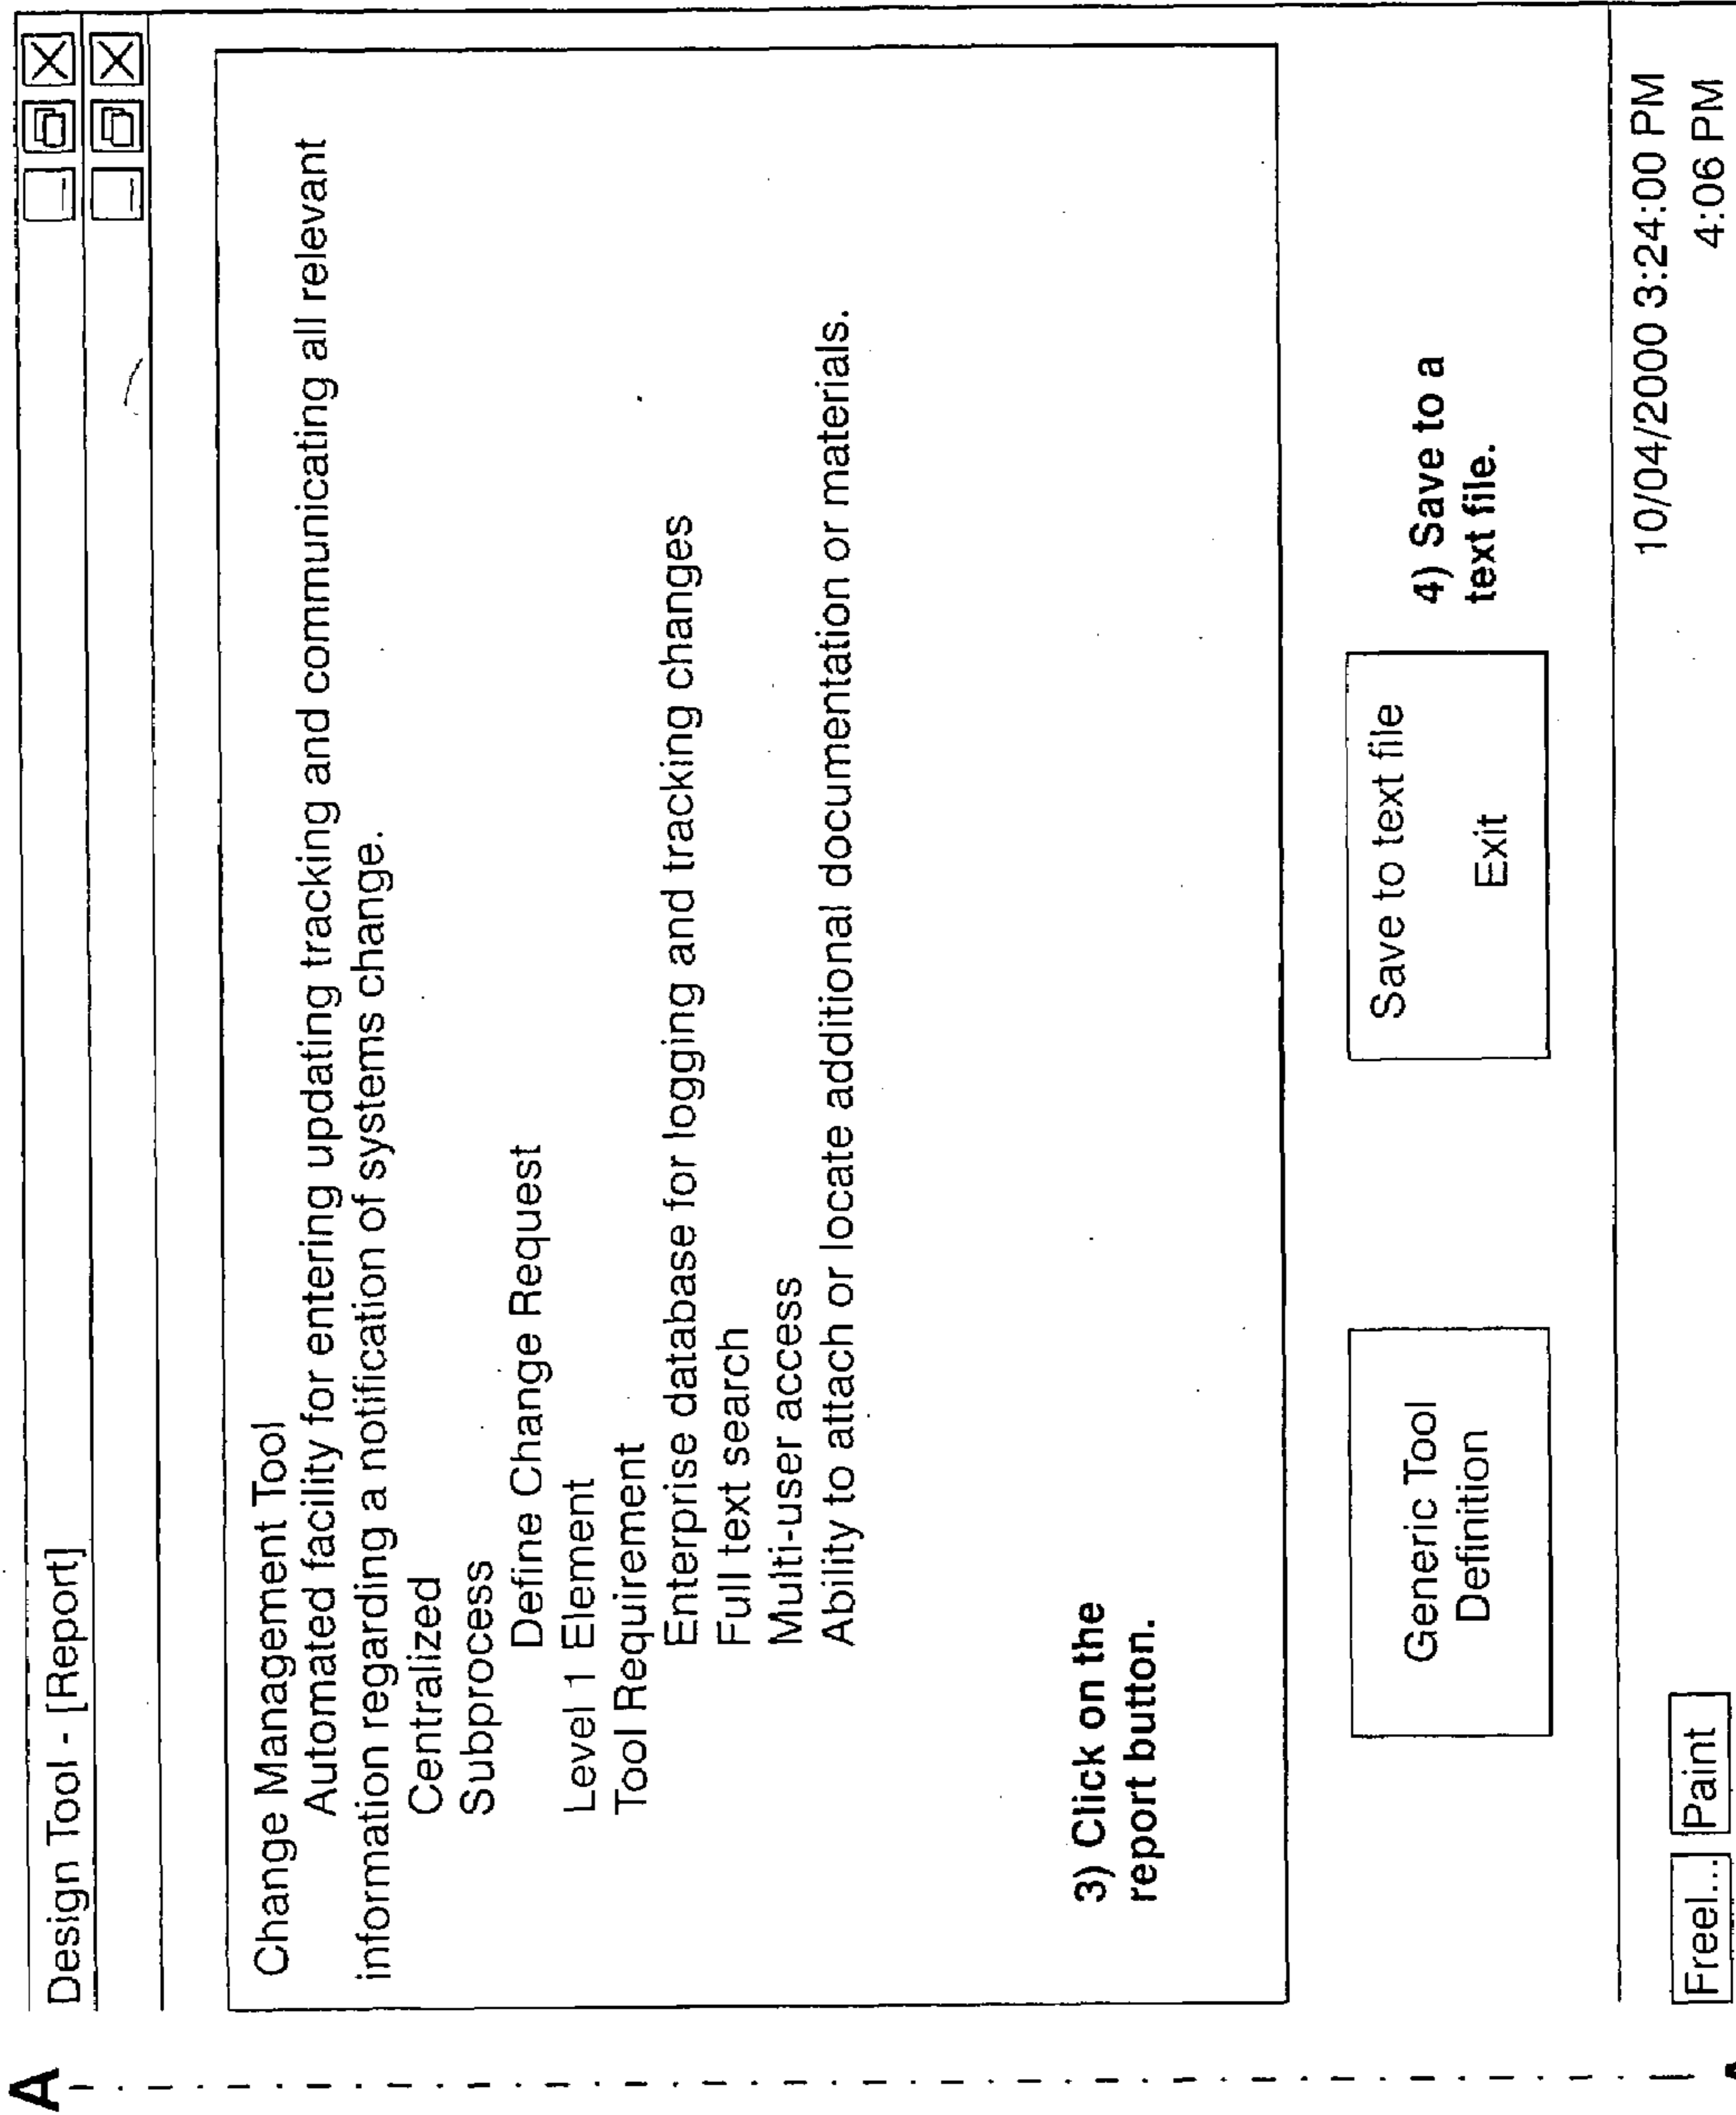 A
Design Tool - [Report]
Change Management Tool
Automated facility for entering updating tracking and communicating all relevant
information regarding a notification of systems change.
Centralized
Subprocess
Define Change Request
Level 1 Element
Tool Requirement
Enterprise database for logging and tracking changes
Full text search
Multi-user access
Ability to attach or locate additional documentation or materials.
3) Click on the
report button.
Generic Tool
Definition
Save to text file
Exit
4) Save to a
text file.
10/04/2000 3:24:00 PM
Freel... Paint
4:06 PM